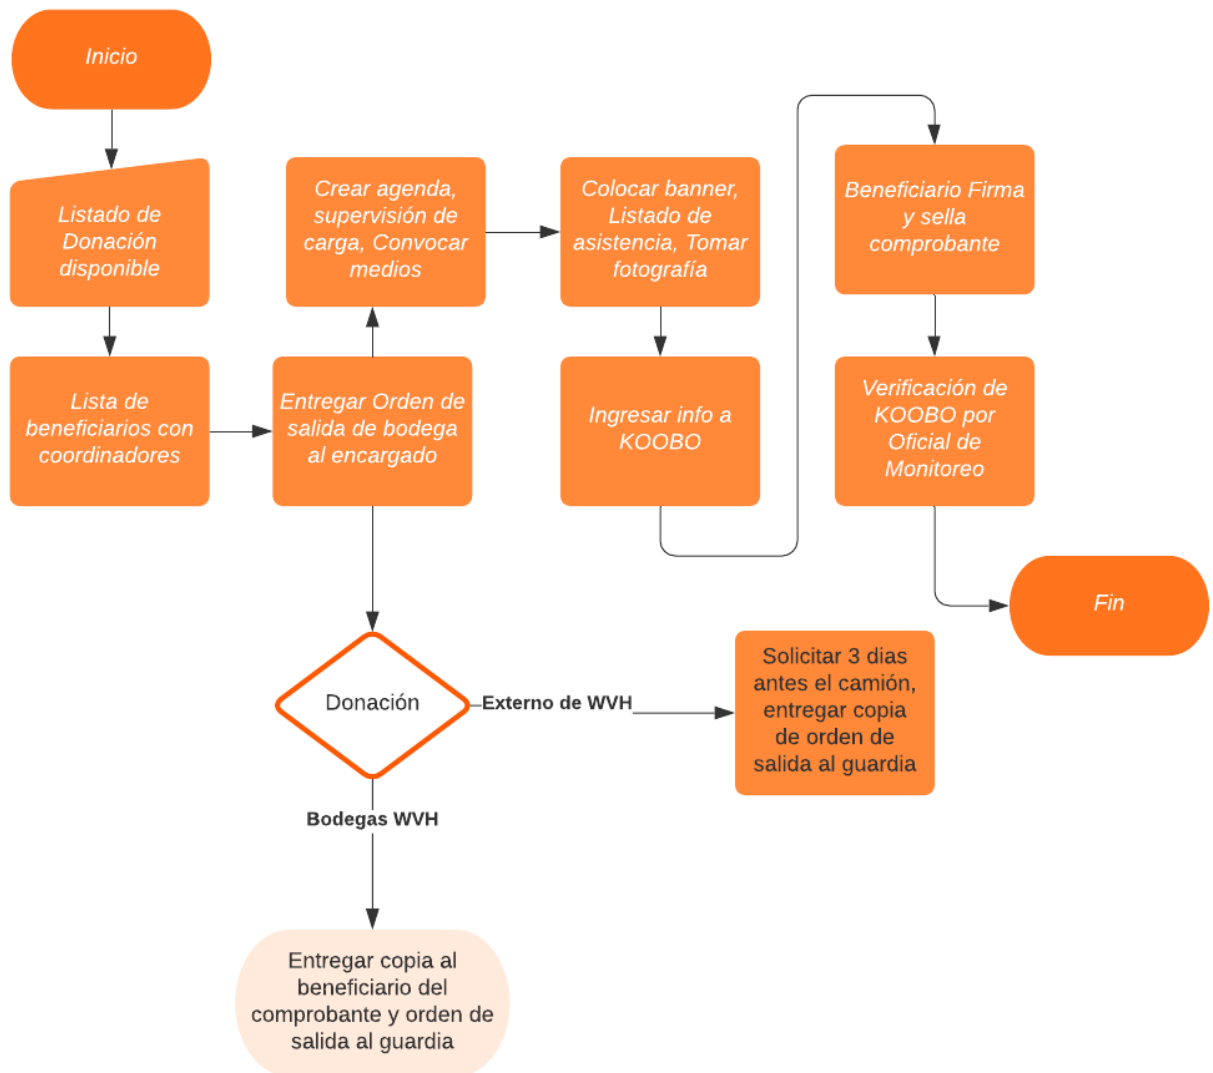 Inicio
Listado de
Donación
disponible
Lista de
beneficiarios con
coordinadores
Entregar Orden de
salida de bodega
al encargado
Crear agenda,
supervisión de
carga, Convocar
medios
Colocar banner,
Listado de
asistencia, Tomar
fotografía
Ingresar info a
KOOBO
Beneficiario Firma
y sella
comprobante
Verificación de
KOOBO por
Oficial de
Monitoreo
Fin
Donación
Externo de WVH
Solicitar 3 dias
antes el camión,
entregar copia
de orden de
salida al guardia
Bodegas WVH
Entregar copia al
beneficiario del
comprobante y orden de
salida al guardia